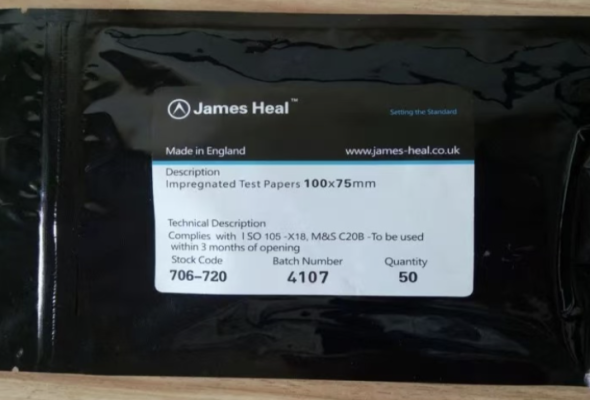 James Heal™
Setting the Standard
Made in England www.james-heal.co.uk
Description
Impregnated Test Papers 100x75mm
Technical Description
Complies with I SO 105 -X18, M&S C20B -To be used
within 3 months of opening
Stock Code Batch Number Quantity
706-720 4107 50